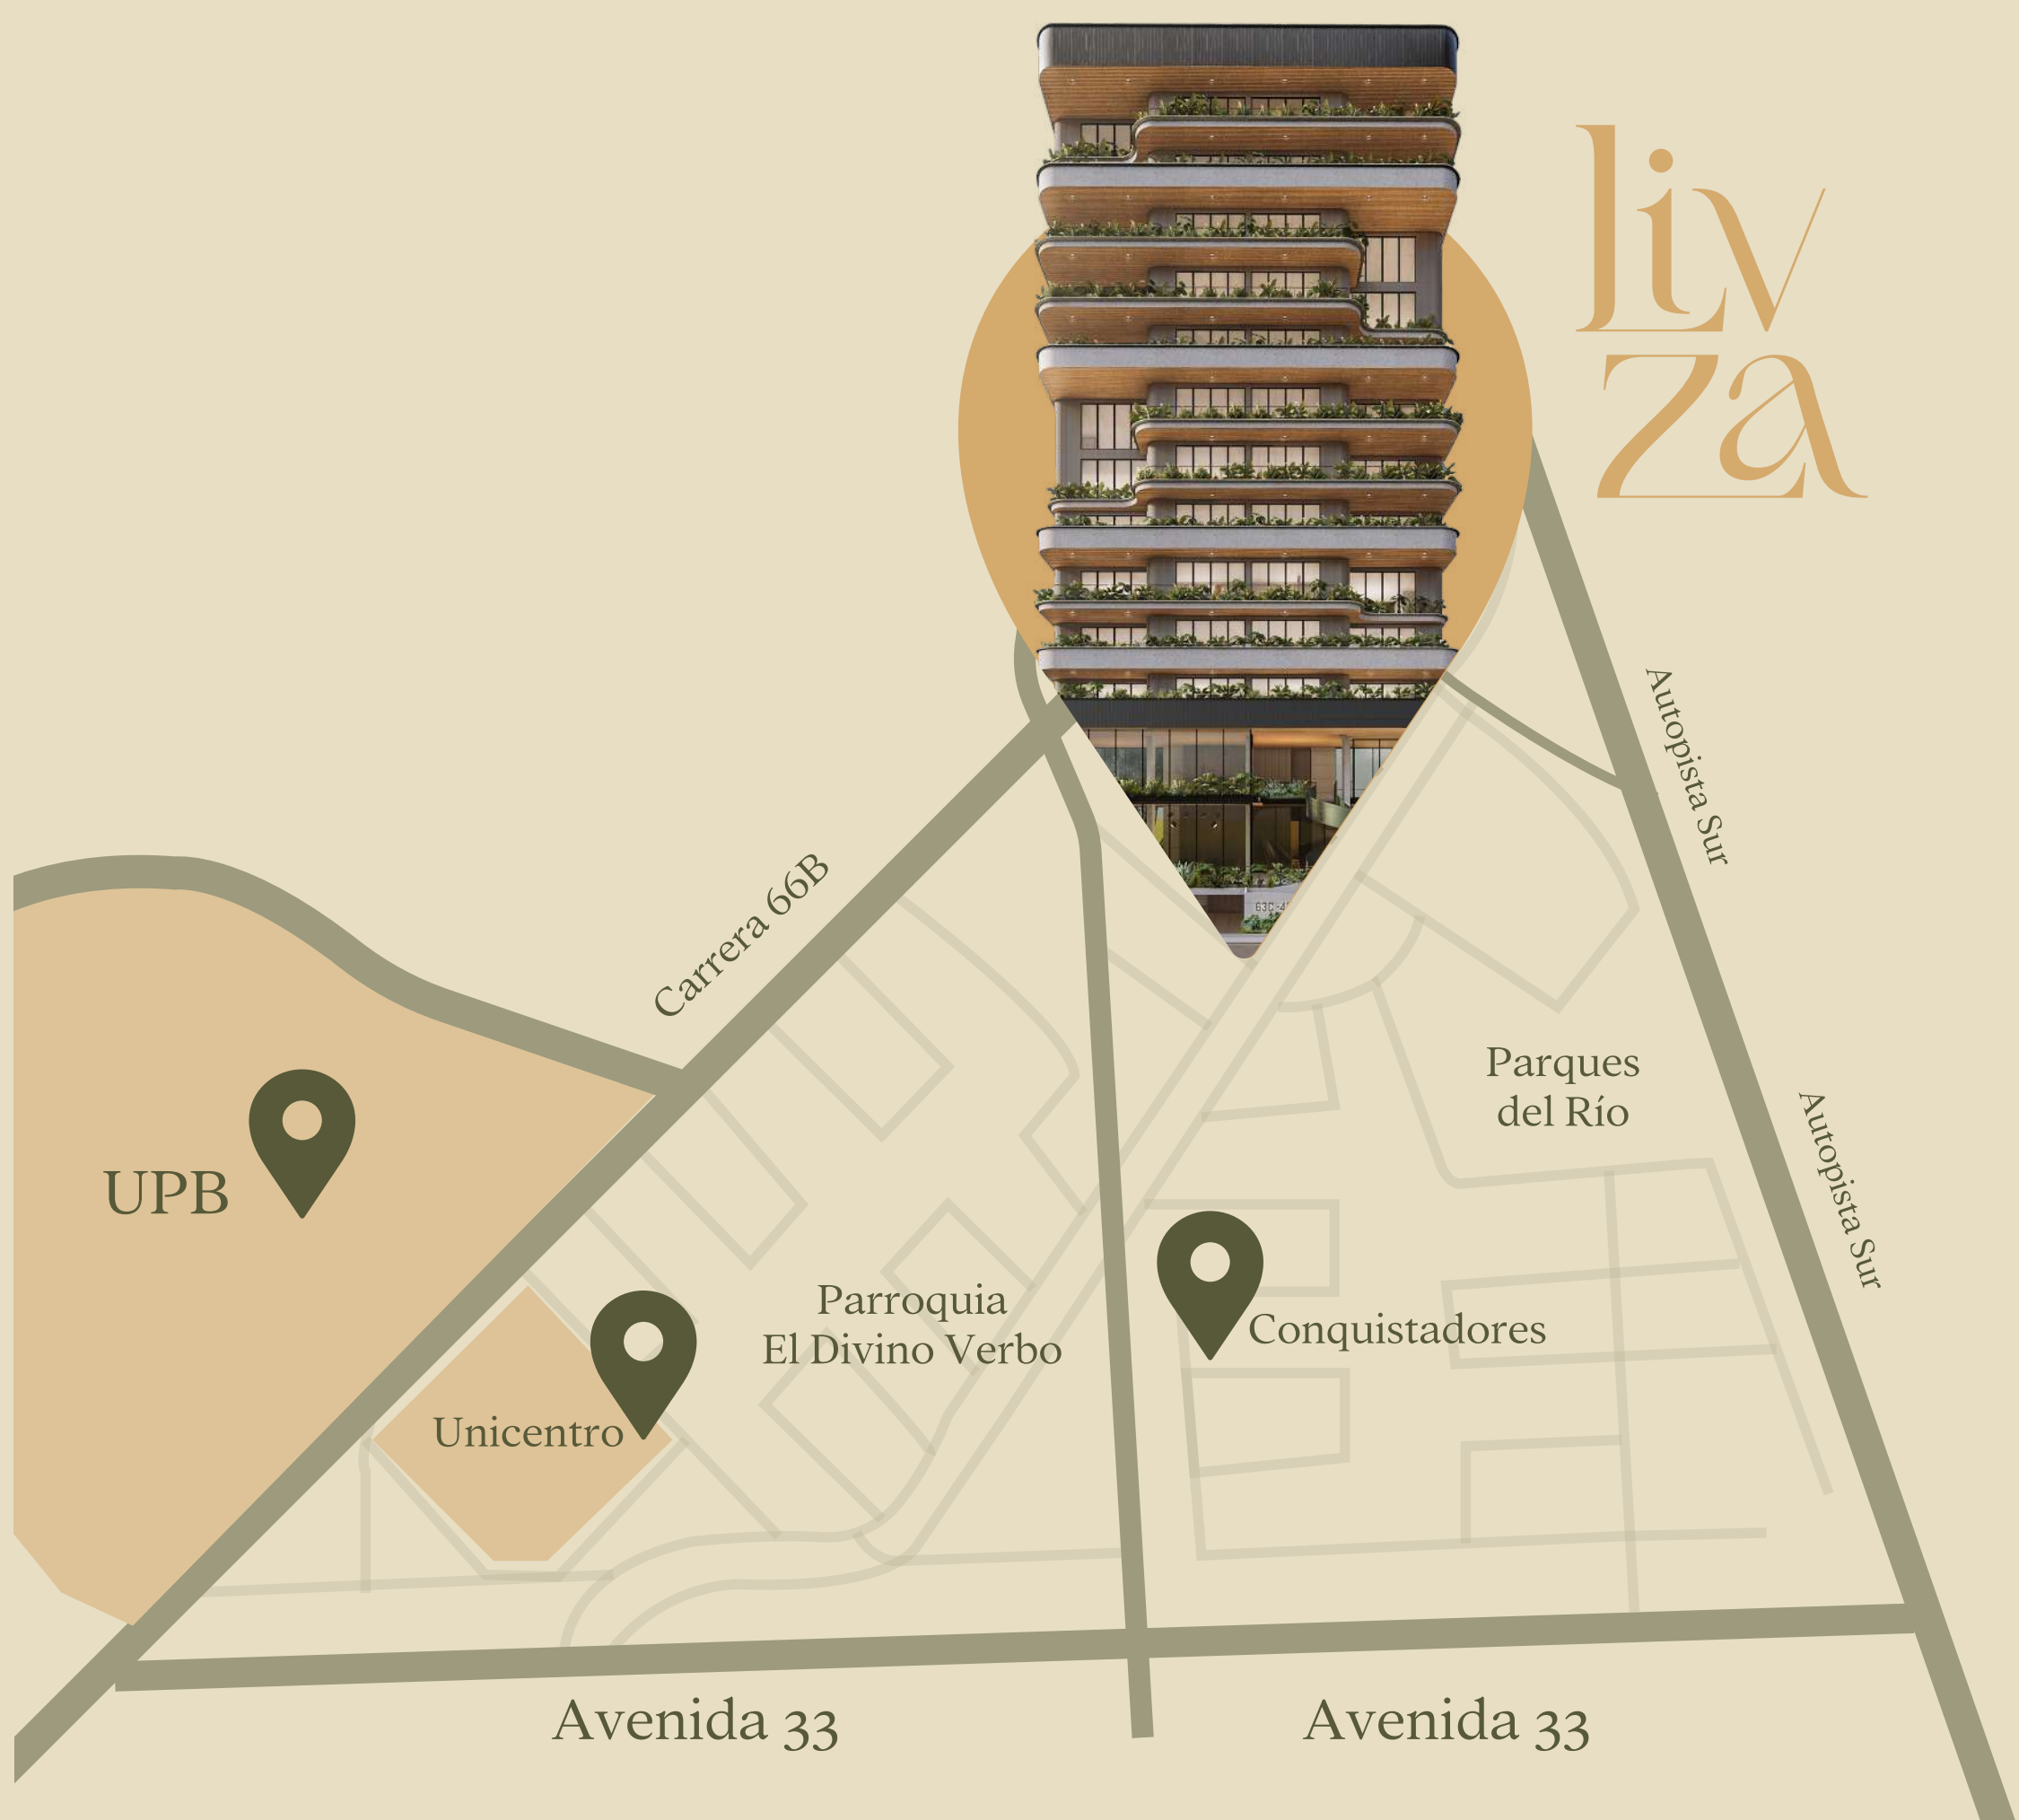 liv
za
Autopista Sur
Carrera 66B
Parques
del Río
Autopista Sur
UPB
Parroquia
El Divino Verbo
Conquistadores
Unicentro
Avenida 33
Avenida 33